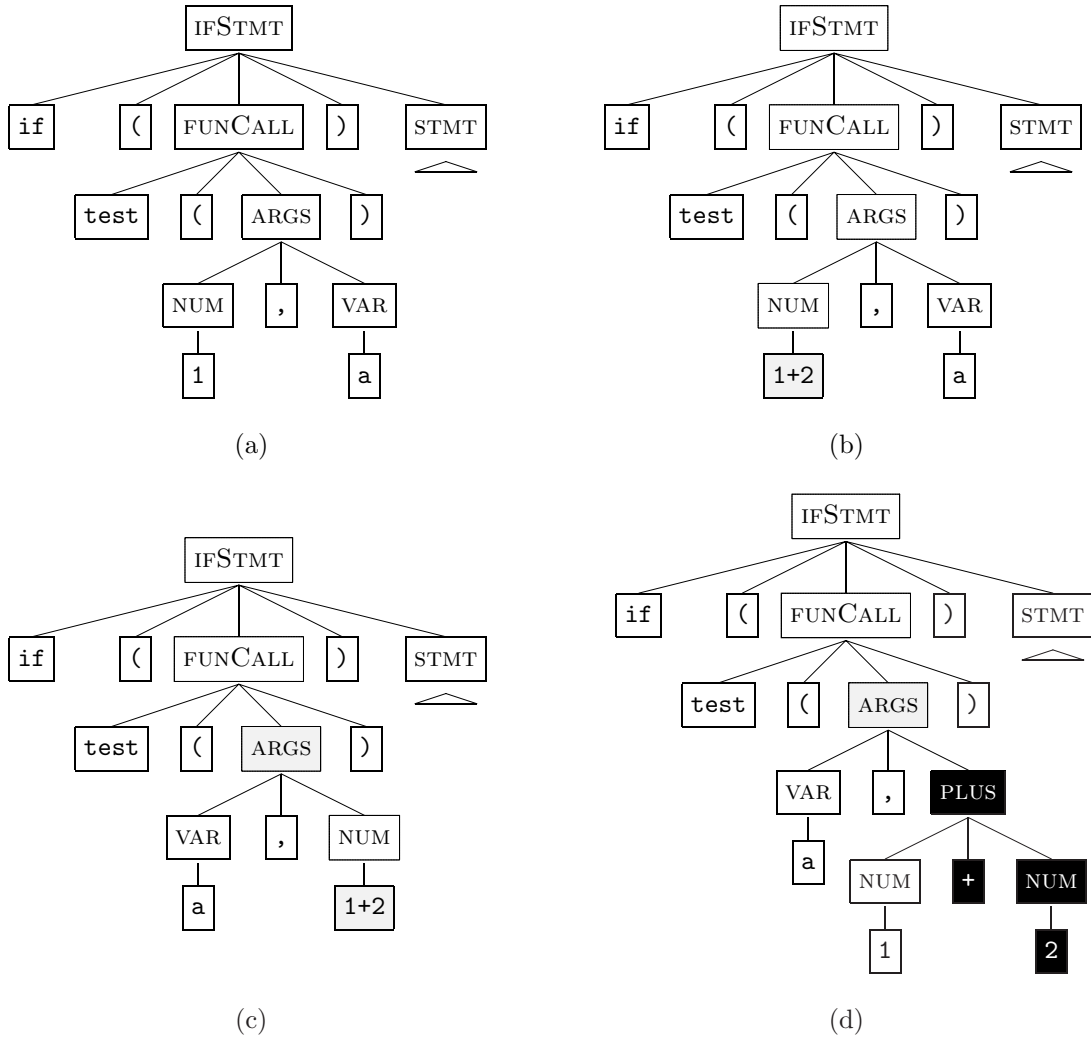 IFSTMT
if ( FUNCALL ) STMT
test ( ARGS )
NUM , VAR
1 a
(a)
IFSTMT
if ( FUNCALL ) STMT
test ( ARGS )
NUM , VAR
1+2 a
(b)
IFSTMT
if ( FUNCALL ) STMT
test ( ARGS )
VAR , NUM
a 1+2
(c)
IFSTMT
if ( FUNCALL ) STMT
test ( ARGS )
VAR , PLUS
a NUM + NUM
1 2
(d)